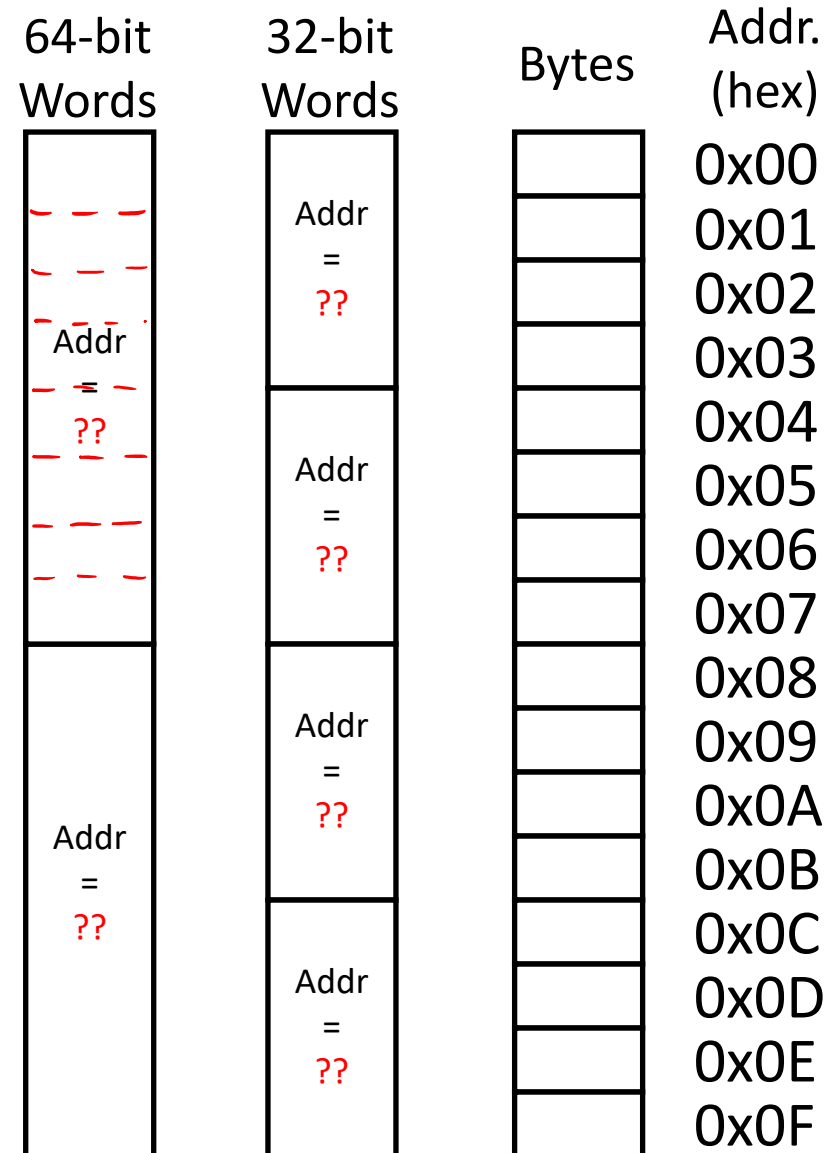 64-bit
Words
32-bit
Words
Bytes
Addr.
(hex)
Addr
=
??
Addr
=
??
Addr
=
??
Addr
=
??
Addr
=
??
Addr
=
??
0x00
0x01
0x02
0x03
0x04
0x05
0x06
0x07
0x08
0x09
0x0A
0x0B
0x0C
0x0D
0x0E
0x0F